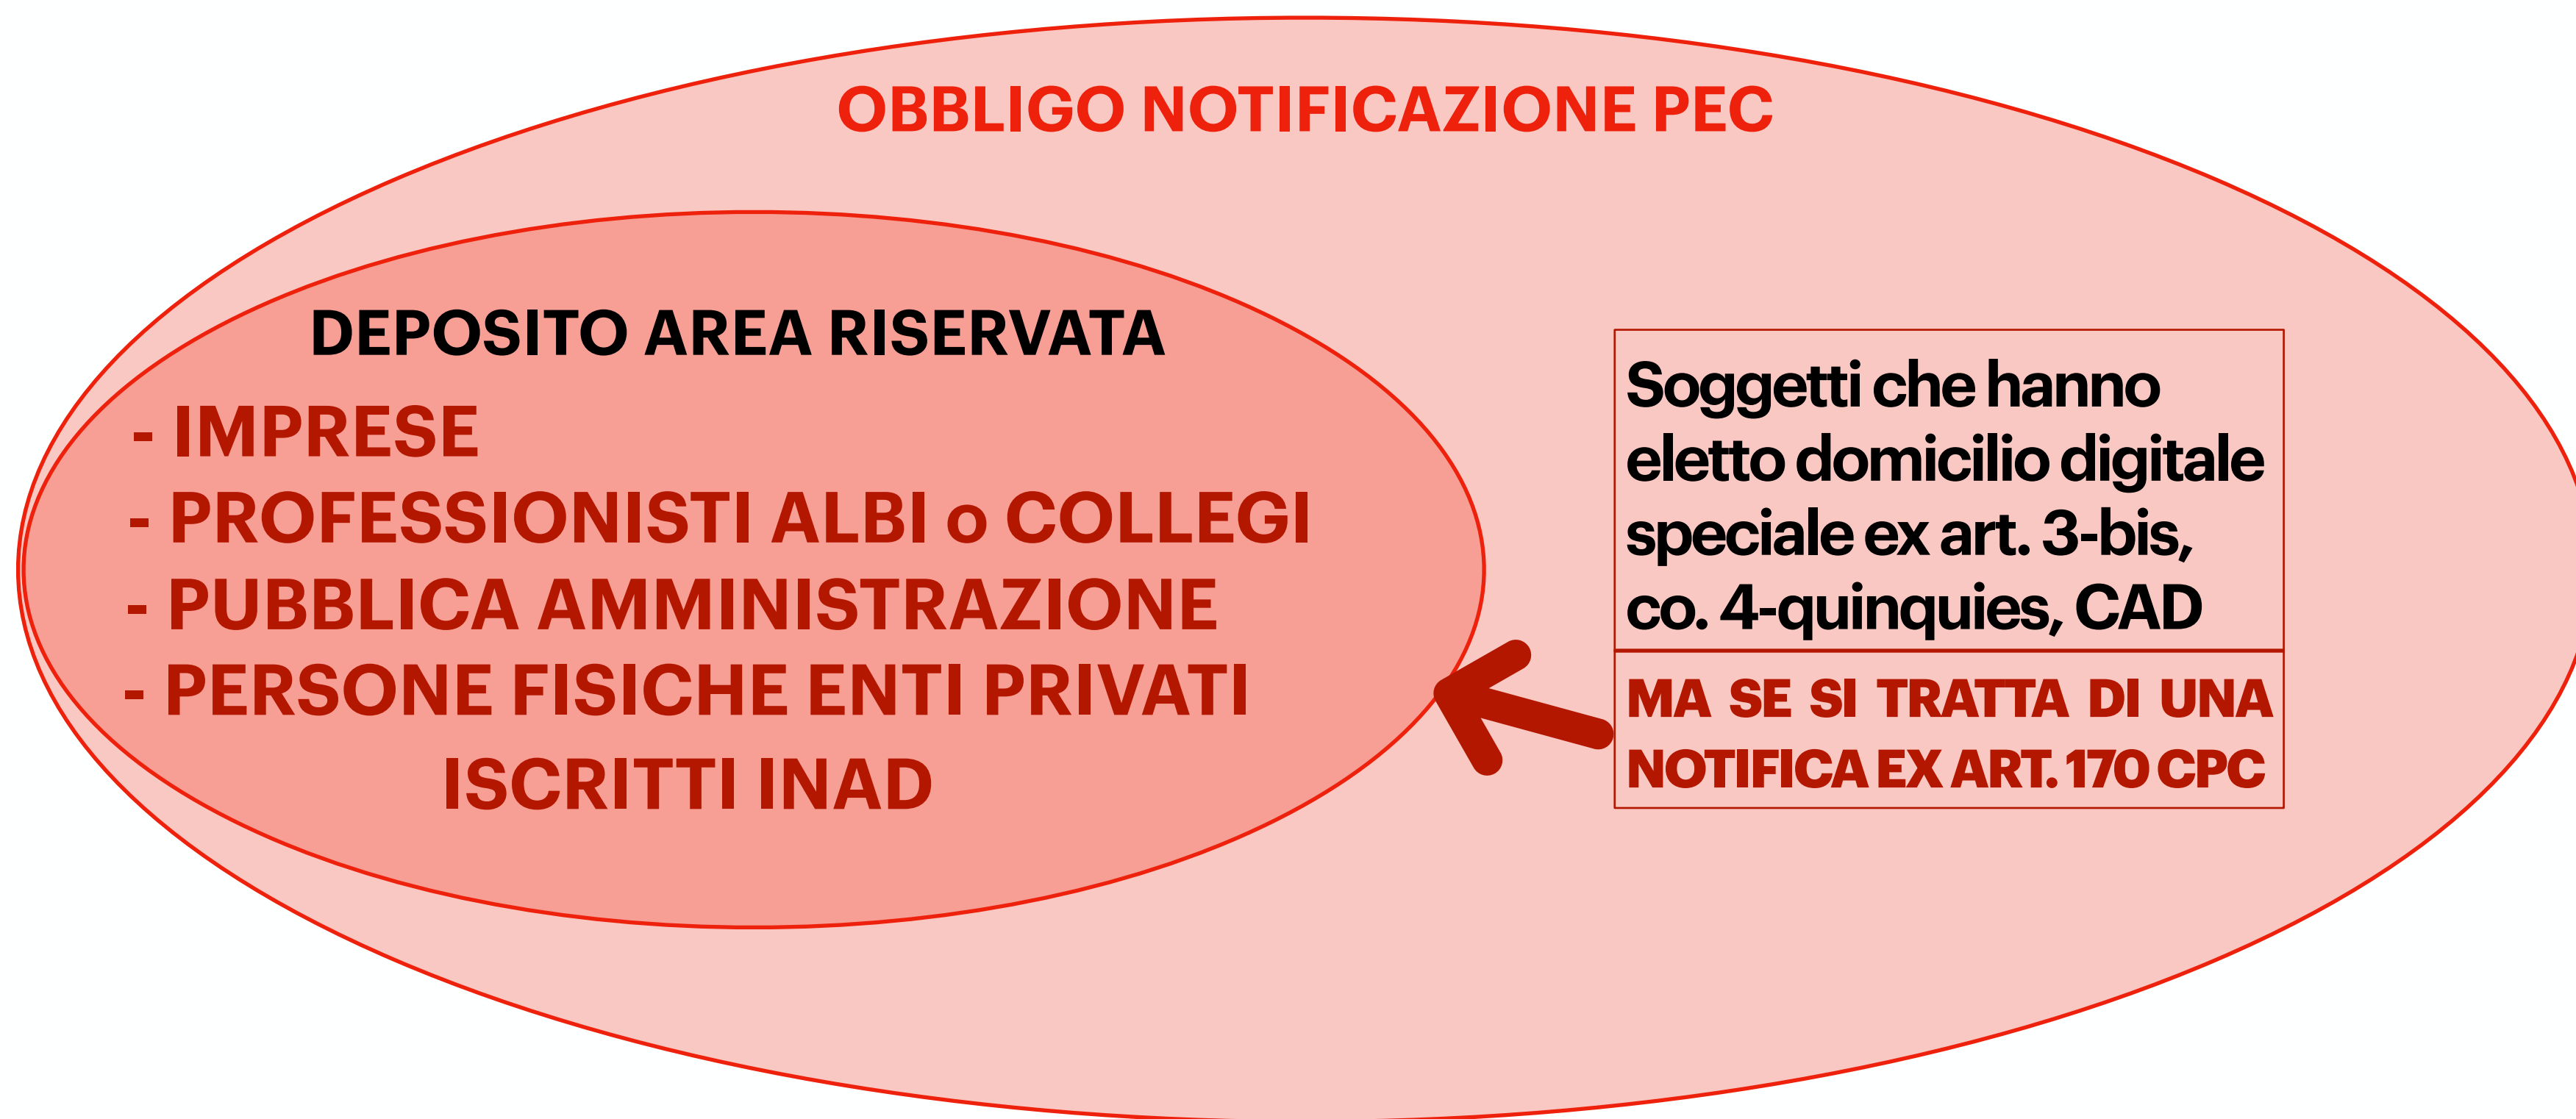 OBBLIGO NOTIFICAZIONE PEC
DEPOSITO AREA RISERVATA
- IMPRESE
- PROFESSIONISTI ALBI o COLLEGI
- PUBBLICA AMMINISTRAZIONE
- PERSONE FISICHE ENTI PRIVATI
ISCRITTI INAD
Soggetti che hanno
eletto domicilio digitale
speciale ex art. 3-bis,
co. 4-quinquies, CAD
MA SE SI TRATTA DI UNA
NOTIFICA EX ART. 170 CPC